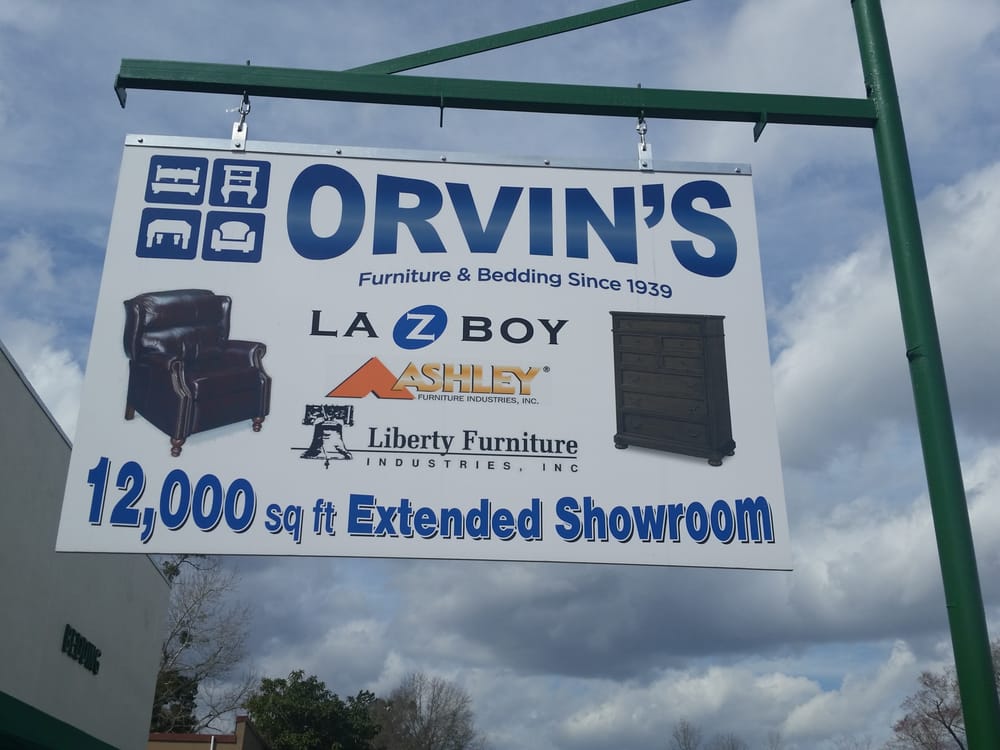 ORVIN'S
Furniture & Bedding Since 1939
LA Z BOY
ASHLEY®
FURNITURE INDUSTRIES, INC.
Liberty Furniture
INDUSTRIES, INC
12,000 sq ft Extended Showroom
BEDDING